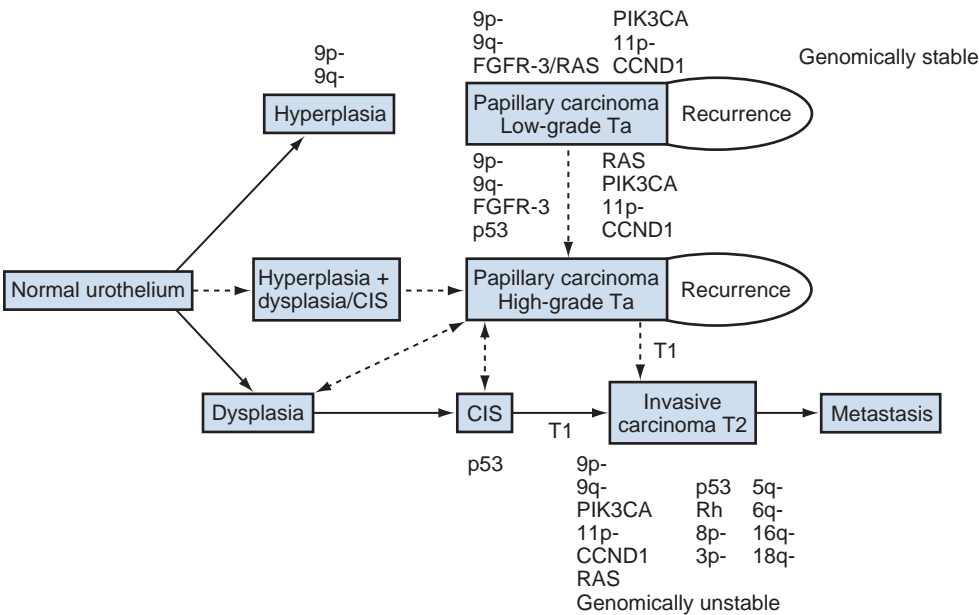 9p-
9q-
Hyperplasia
9p- PIK3CA
9q- 11p-
FGFR-3/RAS CCND1
Genomically stable
Papillary carcinoma
Low-grade Ta
Recurrence
9p- RAS
9q- PIK3CA
FGFR-3 11p-
p53 CCND1
Normal urothelium
Hyperplasia +
dysplasia/CIS
Papillary carcinoma
High-grade Ta
Recurrence
T1
Dysplasia
CIS
T1
Invasive
carcinoma T2
Metastasis
p53
9p-
9q- p53 5q-
PIK3CA Rh 6q-
11p- 8p- 16q-
CCND1 3p- 18q-
RAS
Genomically unstable